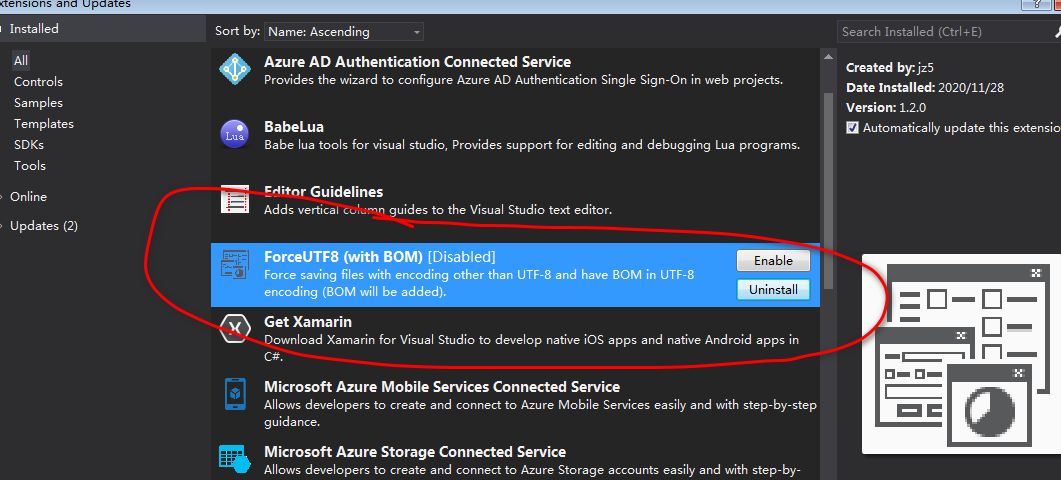 xtensions and Updates
?
Installed
Sort by: Name: Ascending
Search Installed (Ctrl+E)
All
Controls
Samples
Templates
SDKs
Tools
Online
Updates (2)
Azure AD Authentication Connected Service
Provides the wizard to configure Azure AD Authentication Single Sign-On in web projects.
Lua
BabeLua
Babe lua tools for visual studio, Provides support for editing and debugging Lua programs.
Editor Guidelines
Adds vertical column guides to the Visual Studio text editor.
ForceUTF8 (with BOM) [Disabled]
Force saving files with encoding other than UTF-8 and have BOM in UTF-8
encoding (BOM will be added).
Enable
Uninstall
Get Xamarin
Download Xamarin for Visual Studio to develop native iOS apps and native Android apps in
C#.
Microsoft Azure Mobile Services Connected Service
Allows developers to create and connect to Azure Mobile Services easily and with step-by-step
guidance.
Microsoft Azure Storage Connected Service
Allows developers to create and connect to Azure Storage accounts easily and with step-by-
Created by: jz5
Date Installed: 2020/11/28
Version: 1.2.0
Automatically update this extensio